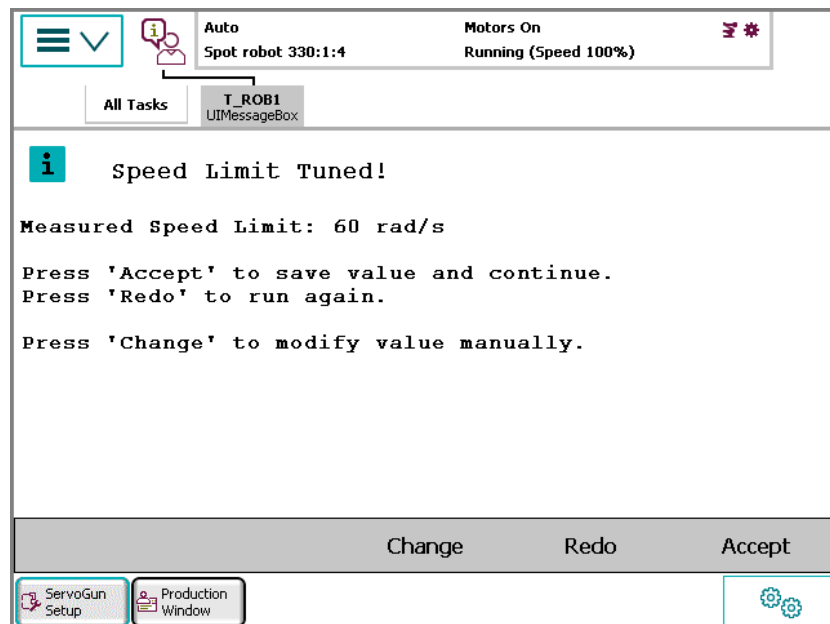 Auto
Motors On
Spot robot 330:1:4
Running (Speed 100%)
All Tasks
T_ROB1
UIMessageBox
i
Speed Limit Tuned!
Measured Speed Limit: 60 rad/s
Press 'Accept' to save value and continue.
Press 'Redo' to run again.
Press 'Change' to modify value manually.
Change
Redo
Accept
ServoGun
Setup
Production
Window